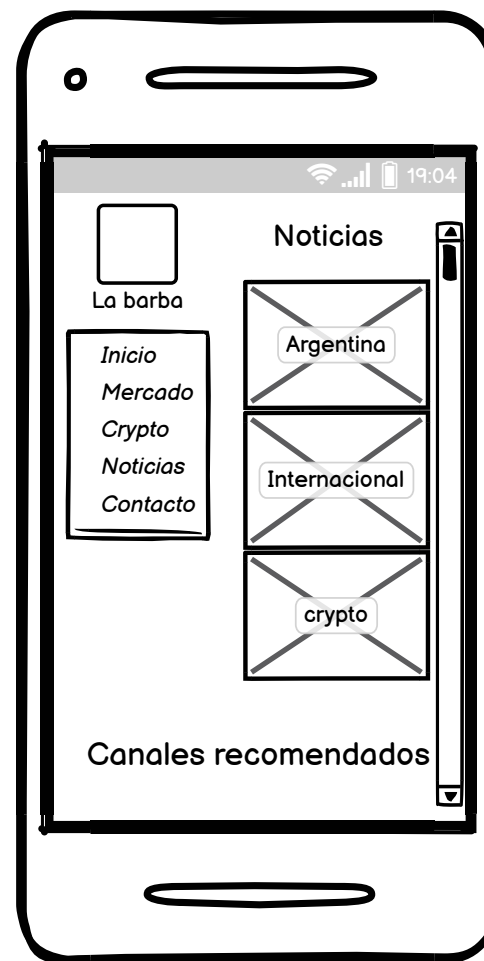 19:04
La barba
Inicio
Mercado
Crypto
Noticias
Contacto
Noticias
Argentina
Internacional
crypto
Canales recomendados